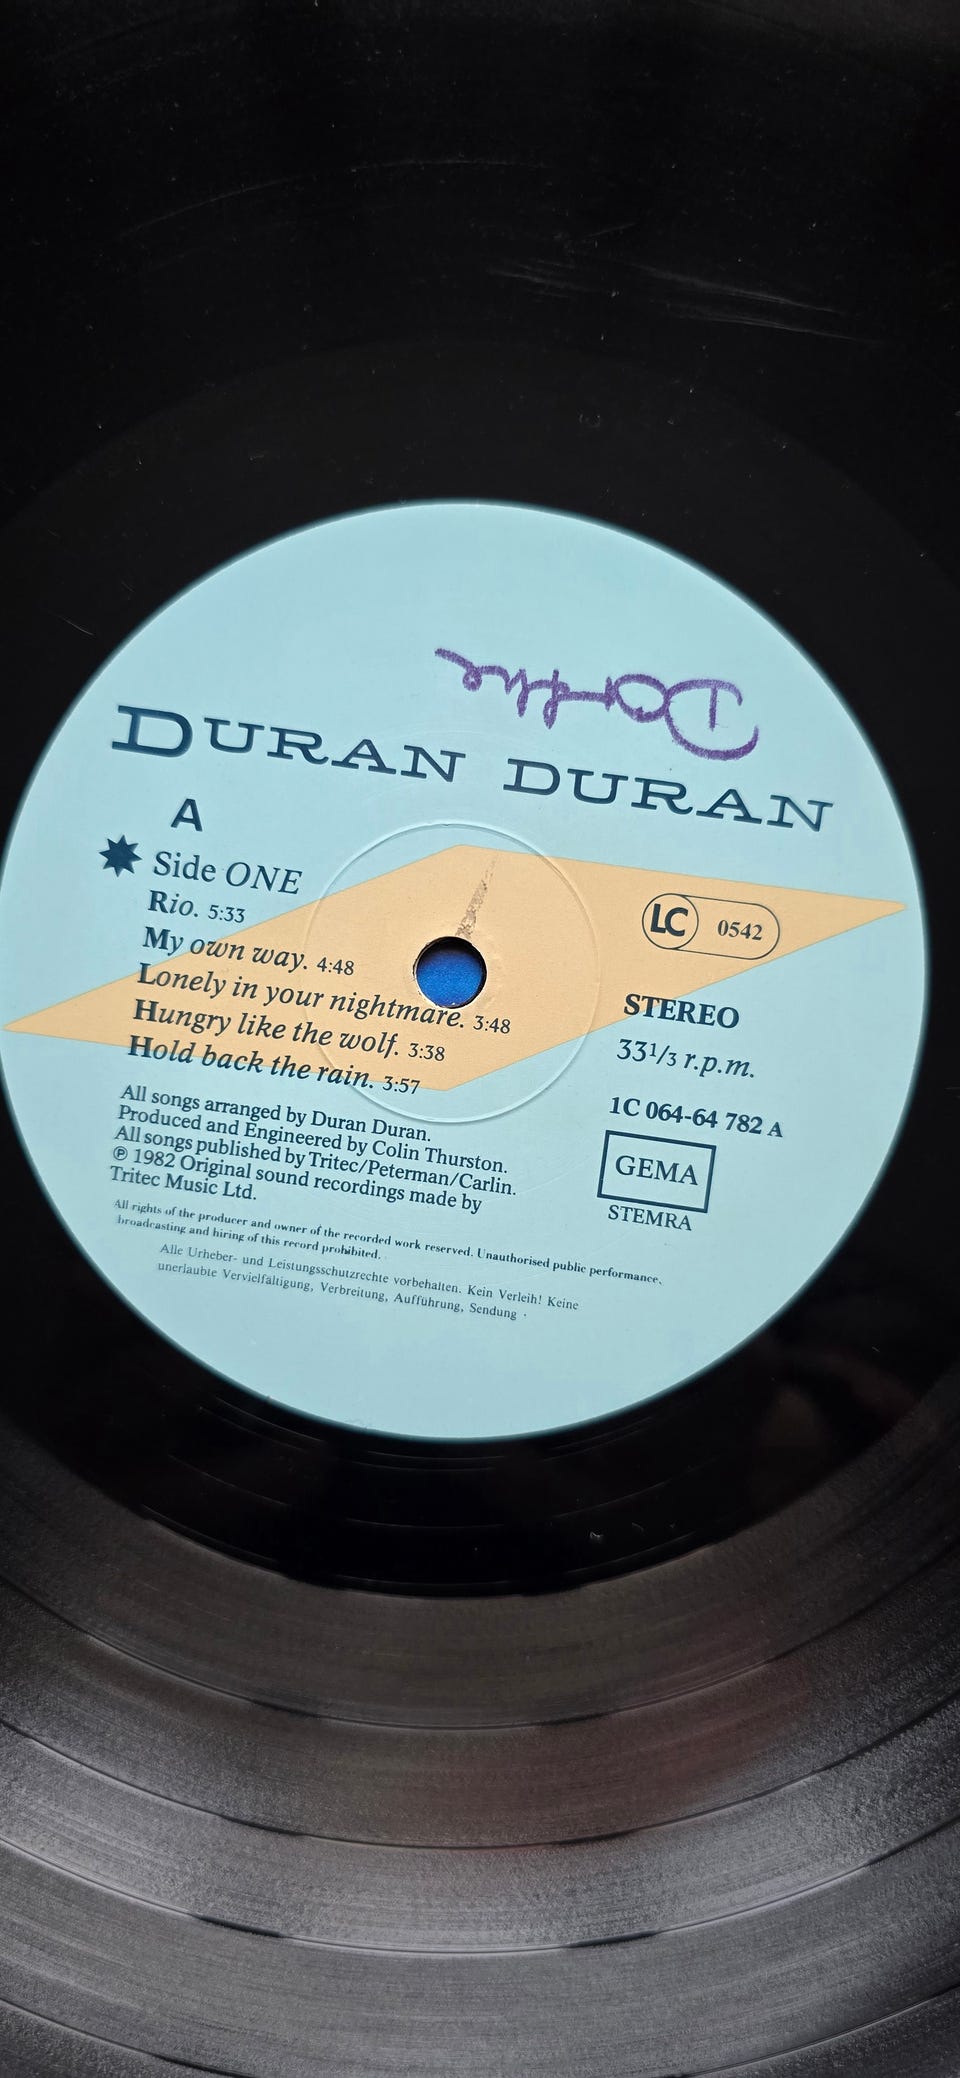 DURAN DURAN
A
Side ONE
Rio. 5:33
My own way. 4:48
Lonely in your nightmare. 3:48
Hungry like the wolf. 3:38
Hold back the rain. 3:57
All songs arranged by Duran Duran.
Produced and Engineered by Colin Thurston.
All songs published by Tritec/Peterman/Carlin.
℗ 1982 Original sound recordings made by
Tritec Music Ltd.
All rights of the producer and owner of the recorded work reserved. Unauthorised public performance,
broadcasting and hiring of this record prohibited.
Alle Urheber- und Leistungsschutzrechte vorbehalten. Kein Verleih! Keine
unerlaubte Vervielfältigung, Verbreitung, Aufführung, Sendung ·
LC 0542
STEREO
33 1/3 r.p.m.
1C 064-64 782 A
GEMA
STEMRA